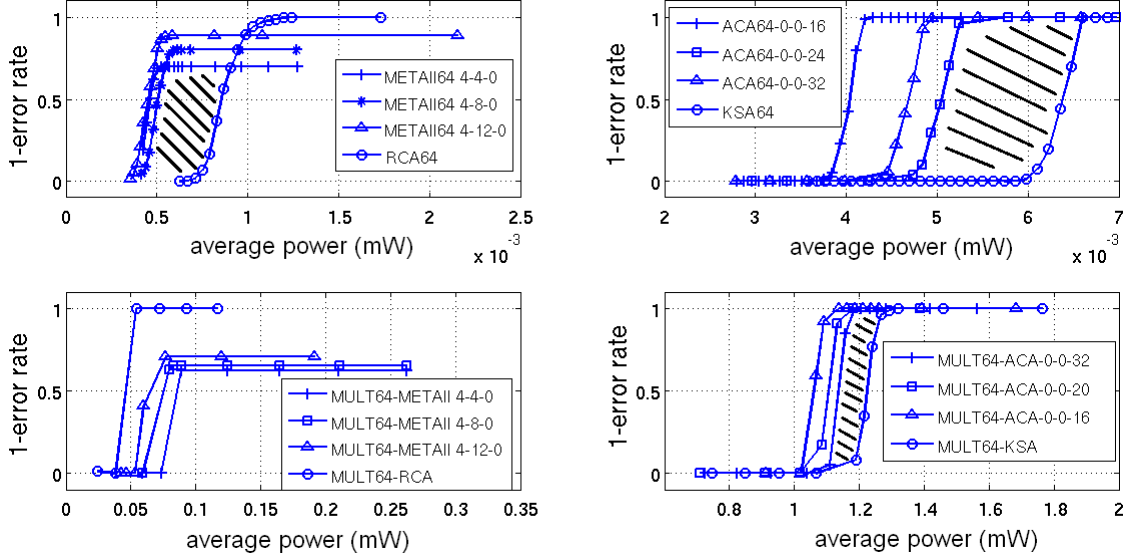 1-error rate
1
0.5
0
METAII64 4-4-0
METAII64 4-8-0
METAII64 4-12-0
RCA64
0 0.5 1 1.5 2 2.5
average power (mW)
x 10⁻³
1-error rate
1
0.5
0
ACA64-0-0-16
ACA64-0-0-24
ACA64-0-0-32
KSA64
2 3 4 5 6 7
average power (mW)
x 10⁻³
1-error rate
1
0.5
0
MULT64-METAII 4-4-0
MULT64-METAII 4-8-0
MULT64-METAII 4-12-0
MULT64-RCA
0 0.05 0.1 0.15 0.2 0.25 0.3 0.35
average power (mW)
1-error rate
1
0.5
0
MULT64-ACA-0-0-32
MULT64-ACA-0-0-20
MULT64-ACA-0-0-16
MULT64-KSA
0.6 0.8 1 1.2 1.4 1.6 1.8 2
average power (mW)